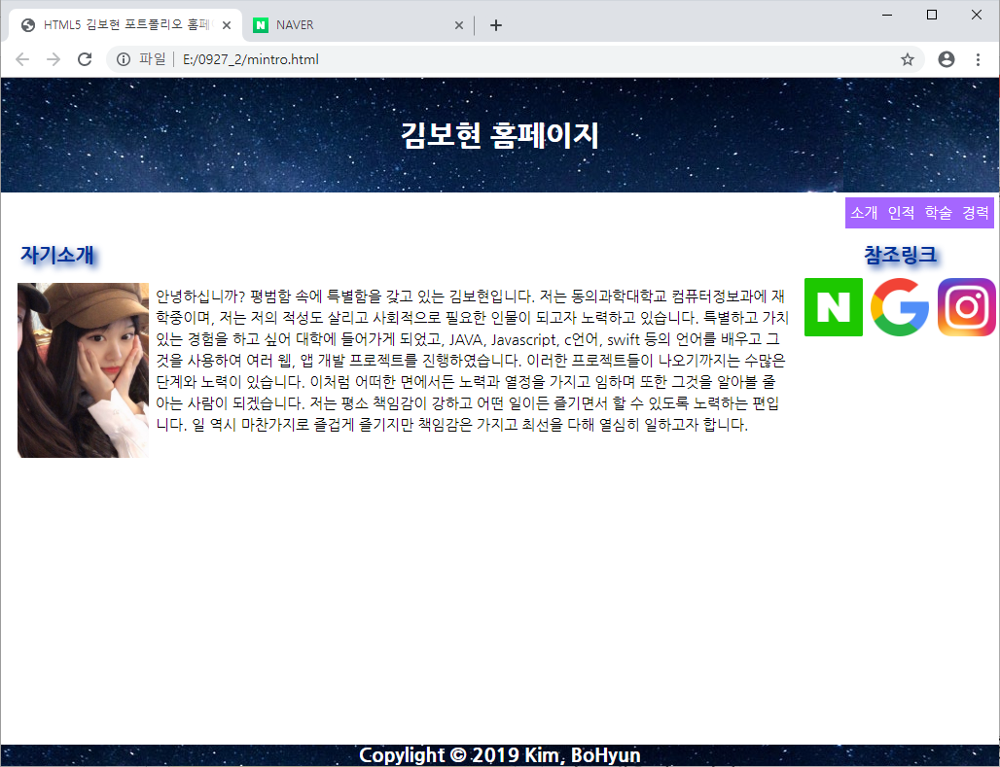 HTML5 김보현 포트폴리오 홈페
NAVER
파일
E:/0927_2/mintro.html
김보현 홈페이지
소개 인적 학술 경력
자기소개
안녕하십니까? 평범함 속에 특별함을 갖고 있는 김보현입니다. 저는 동의과학대학교 컴퓨터정보과에 재
학중이며, 저는 저의 적성도 살리고 사회적으로 필요한 인물이 되고자 노력하고 있습니다. 특별하고 가치
있는 경험을 하고 싶어 대학에 들어가게 되었고, JAVA, Javascript, c언어, swift 등의 언어를 배우고 그
것을 사용하여 여러 웹, 앱 개발 프로젝트를 진행하였습니다. 이러한 프로젝트들이 나오기까지는 수많은
단계와 노력이 있습니다. 이처럼 어떠한 면에서든 노력과 열정을 가지고 임하며 또한 그것을 알아볼 줄
아는 사람이 되겠습니다. 저는 평소 책임감이 강하고 어떤 일이든 즐기면서 할 수 있도록 노력하는 편입
니다. 일 역시 마찬가지로 즐겁게 즐기지만 책임감은 가지고 최선을 다해 열심히 일하고자 합니다.
참조링크
N
G
Copylight © 2019 Kim, BoHyun